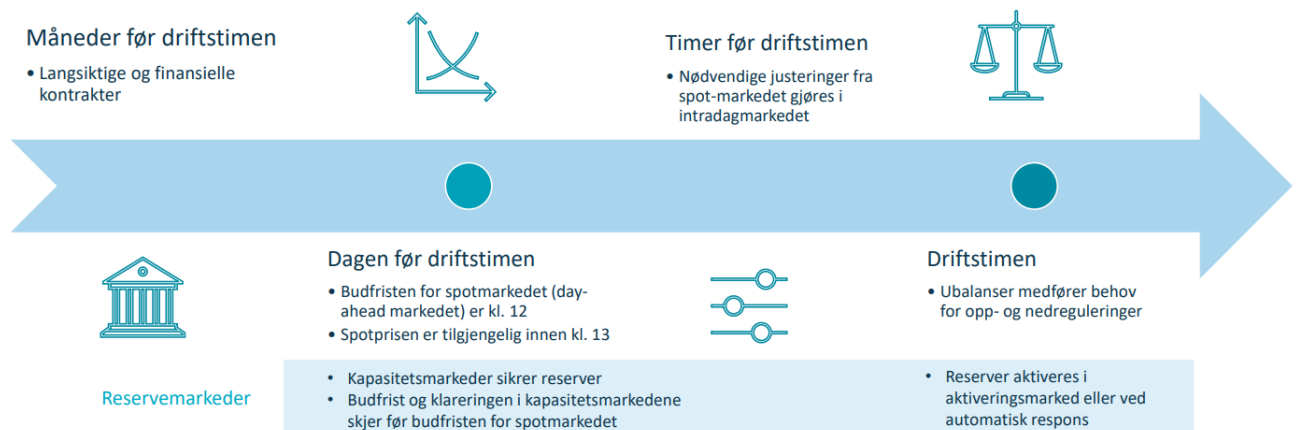 Måneder før driftstimen
• Langsiktige og finansielle
kontrakter
Timer før driftstimen
• Nødvendige justeringer fra
spot-markedet gjøres i
intradagmarkedet
Dagen før driftstimen
• Budfristen for spotmarkedet (day-
ahead markedet) er kl. 12
• Spotprisen er tilgjengelig innen kl. 13
Driftstimen
• Ubalanser medfører behov
for opp- og nedreguleringer
Reservemarkeder
• Kapasitetsmarkeder sikrer reserver
• Budfrist og klareringen i kapasitetsmarkedene
skjer før budfristen for spotmarkedet
• Reserver aktiveres i
aktiveringsmarked eller ved
automatisk respons